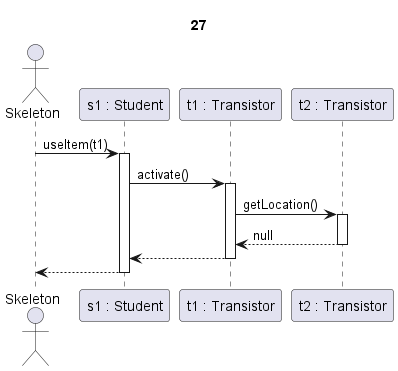 27
Skeleton
s1 : Student
t1 : Transistor
t2 : Transistor
useItem(t1)
activate()
getLocation()
null
Skeleton
s1 : Student
t1 : Transistor
t2 : Transistor